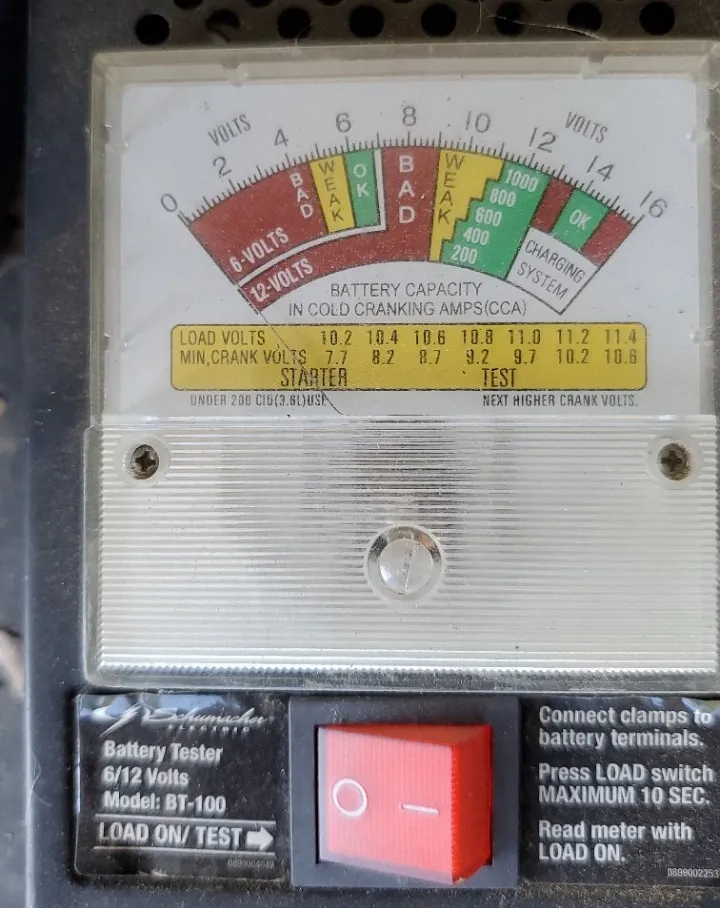 VOLTS VOLTS
0 2 4 6 8 10 12 14 16
BAD WEAK OK BAD WEAK 1000 OK
800
600
400
200
6-VOLTS
12-VOLTS
CHARGING
SYSTEM
BATTERY CAPACITY
IN COLD CRANKING AMPS(CCA)
LOAD VOLTS 10.2 10.4 10.6 10.8 11.0 11.2 11.4
MIN,CRANK VOLTS 7.7 8.2 8.7 9.2 9.7 10.2 10.6
STARTER TEST
UNDER 200 CID(3.6L)USE NEXT HIGHER CRANK VOLTS.
Schumacher
ELECTRIC
Battery Tester
6/12 Volts
Model: BT-100
LOAD ON/ TEST
0899004049
O —
Connect clamps to
battery terminals.
Press LOAD switch
MAXIMUM 10 SEC.
Read meter with
LOAD ON.
0899002253